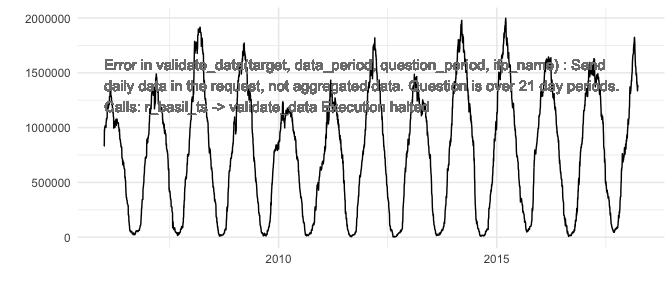 2000000
Error in validate_data(target, data_period, question_period, ifp_name) : Send
1500000
daily data in the request, not aggregated data. Question is over 21 day periods.
Calls: r_basil_ts -> validate_data Execution halted
1000000
500000
0
2010 2015